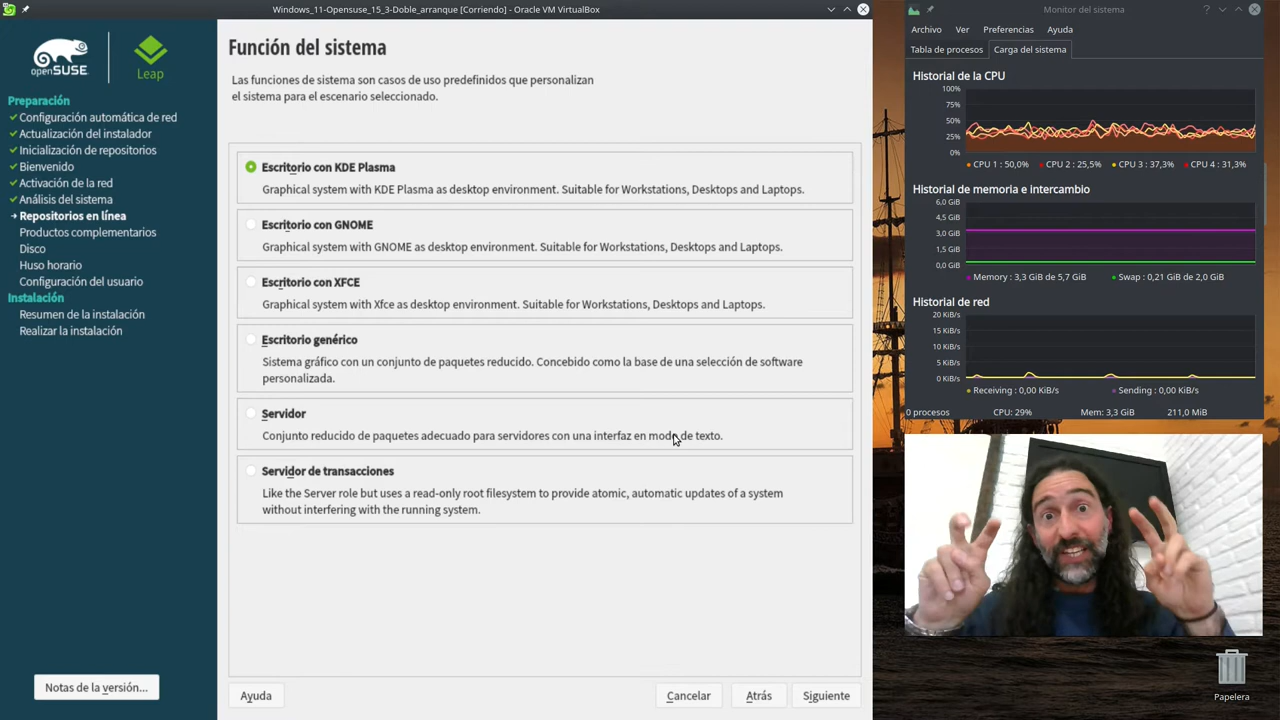 Windows_11-Opensuse_15_3-Doble_arranque [Corriendo] - Oracle VM VirtualBox
openSUSE.
Leap
Preparación
Configuración automática de red
Actualización del instalador
Inicialización de repositorios
Bienvenido
Activación de la red
Análisis del sistema
Repositorios en línea
Productos complementarios
Disco
Huso horario
Configuración del usuario
Instalación
Resumen de la instalación
Realizar la instalación
Notas de la versión...
Función del sistema
Las funciones de sistema son casos de uso predefinidos que personalizan
el sistema para el escenario seleccionado.
Escritorio con KDE Plasma
Graphical system with KDE Plasma as desktop environment. Suitable for Workstations, Desktops and Laptops.
Escritorio con GNOME
Graphical system with GNOME as desktop environment. Suitable for Workstations, Desktops and Laptops.
Escritorio con XFCE
Graphical system with Xfce as desktop environment. Suitable for Workstations, Desktops and Laptops.
Escritorio genérico
Sistema gráfico con un conjunto de paquetes reducido. Concebido como la base de una selección de software
personalizada.
Servidor
Conjunto reducido de paquetes adecuado para servidores con una interfaz en modo de texto.
Servidor de transacciones
Like the Server role but uses a read-only root filesystem to provide atomic, automatic updates of a system
without interfering with the running system.
Ayuda
Cancelar
Atrás
Siguiente
Monitor del sistema
Archivo Ver Preferencias Ayuda
Tabla de procesos Carga del sistema
Historial de la CPU
100%
75%
50%
25%
0%
CPU 1 : 50,0% CPU 2 : 25,5% CPU 3 : 37,3% CPU 4 : 31,3%
Historial de memoria e intercambio
6,0 GiB
4,5 GiB
3,0 GiB
1,5 GiB
0,0 GiB
Memory : 3,3 GiB de 5,7 GiB Swap : 0,21 GiB de 2,0 GiB
Historial de red
20 KiB/s
15 KiB/s
10 KiB/s
5 KiB/s
0 KiB/s
Receiving : 0,00 KiB/s Sending : 0,00 KiB/s
0 procesos CPU: 29% Mem: 3,3 GiB 211,0 MiB
Papelera